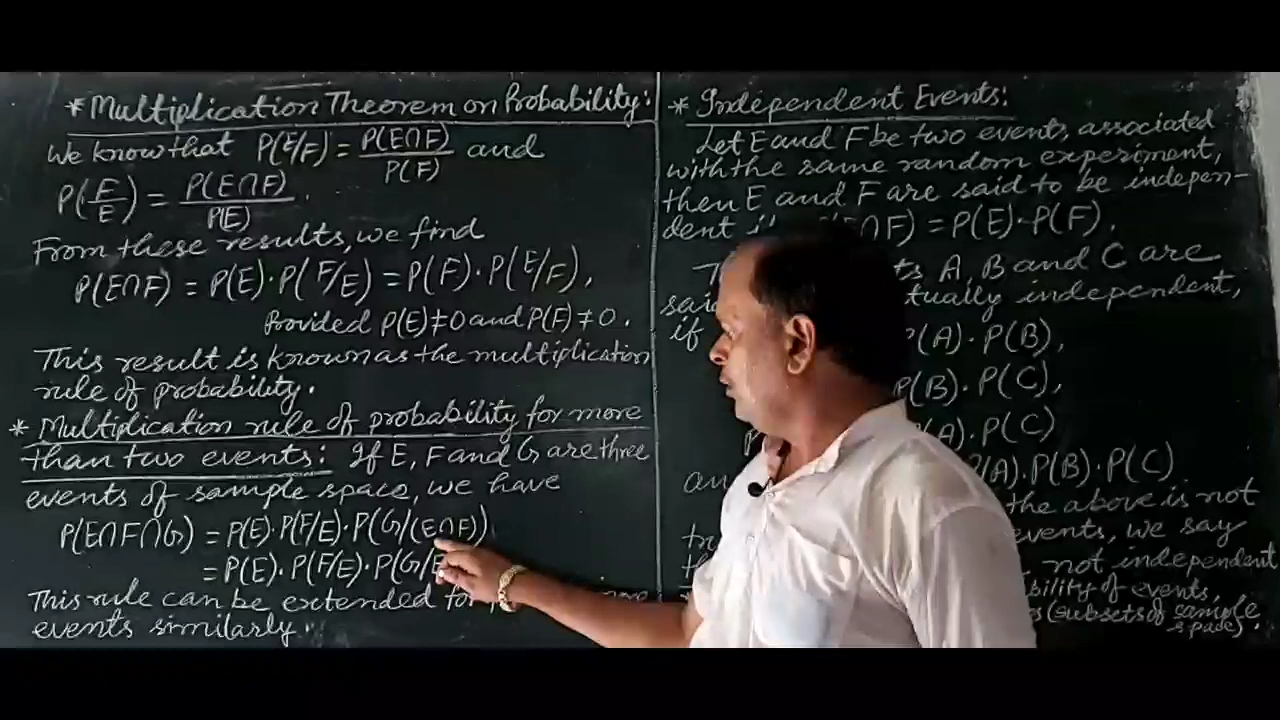 * Multiplication Theorem on Probability:
We know that P(E/F) = P(E∩F)/P(F) and
P(F/E) = P(E∩F)/P(E).
From these results, we find
P(E∩F) = P(E)·P(F/E) = P(F)·P(E/F),
Provided P(E)≠0 and P(F)≠0.
This result is known as the multiplication
rule of probability.
* Multiplication rule of probability for more
than two events: If E, F and G are three
events of sample space, we have
P(E∩F∩G) = P(E)·P(F/E)·P(G/(E∩F))
= P(E)·P(F/E)·P(G/E
This rule can be extended for
events similarly.
* Independent Events:
Let E and F be two events, associated
with the same random experiment,
then E and F are said to be indepen-
dent ∩F) = P(E)·P(F).
A, B and C are
independent,
if (A)·P(B),
P(B)·P(C),
(A)·P(C)
P(A).P(B)·P(C)
the above is not
events, we say
not independent
of events,
(subsets of sample
space).